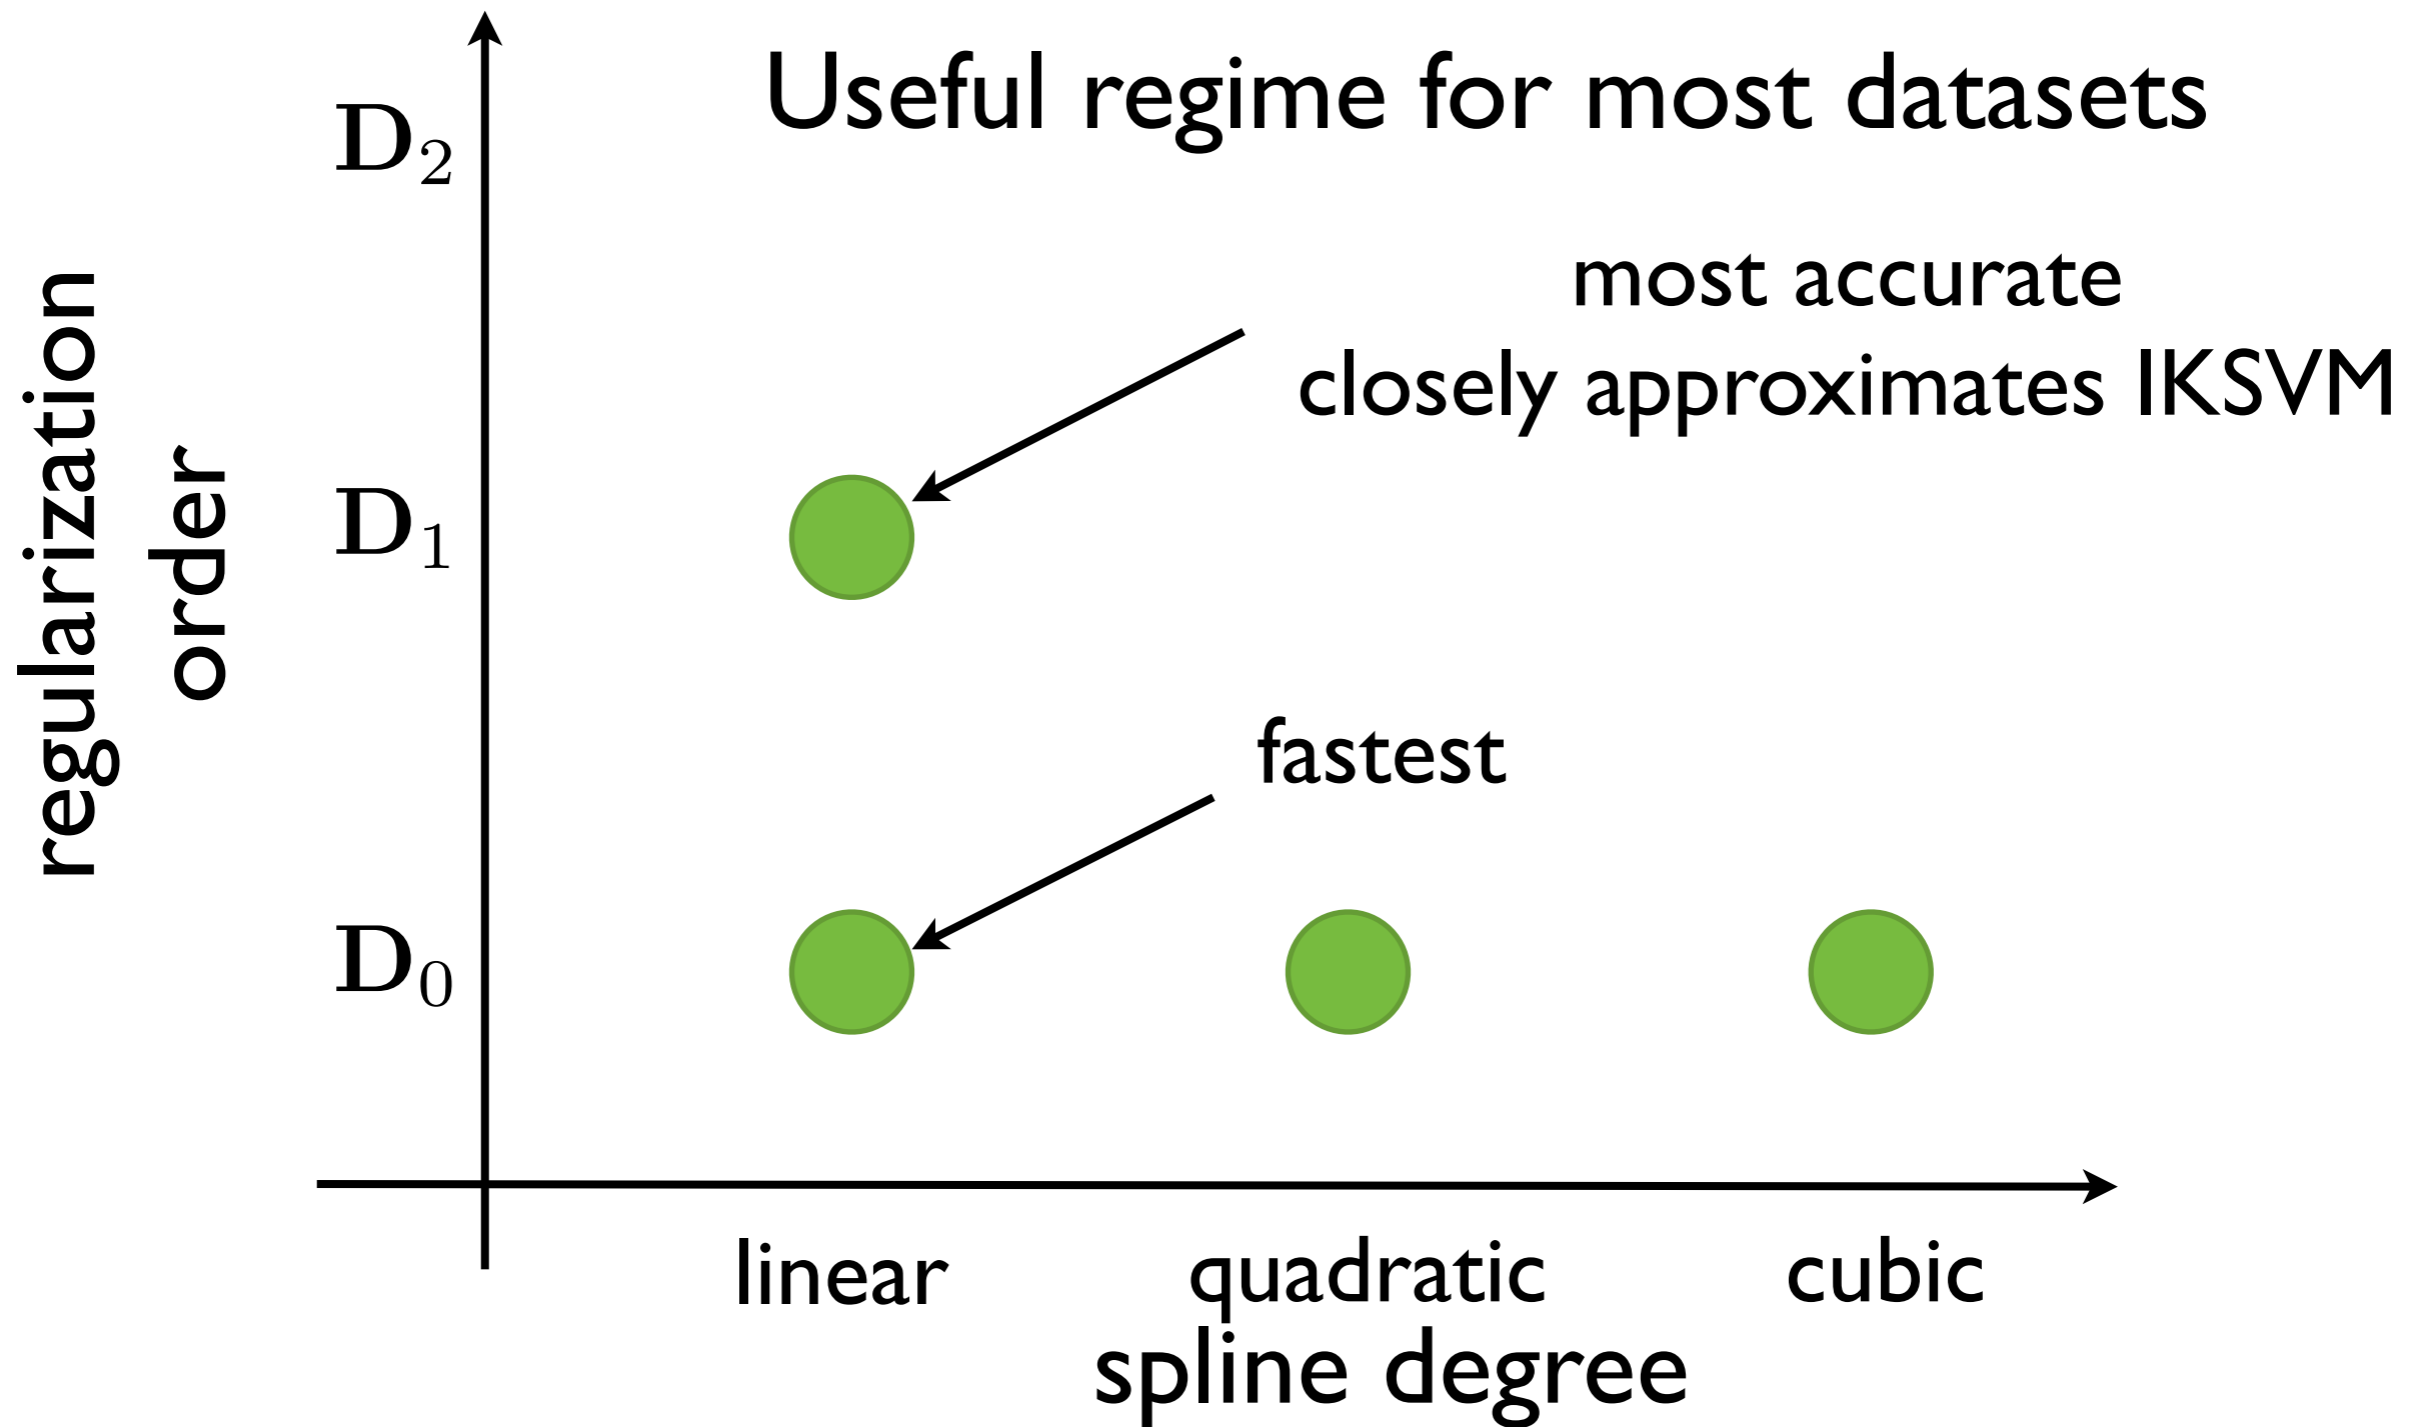 Useful regime for most datasets
D2
most accurate
closely approximates IKSVM
regularization
order
D1
fastest
D0
linear quadratic cubic
spline degree